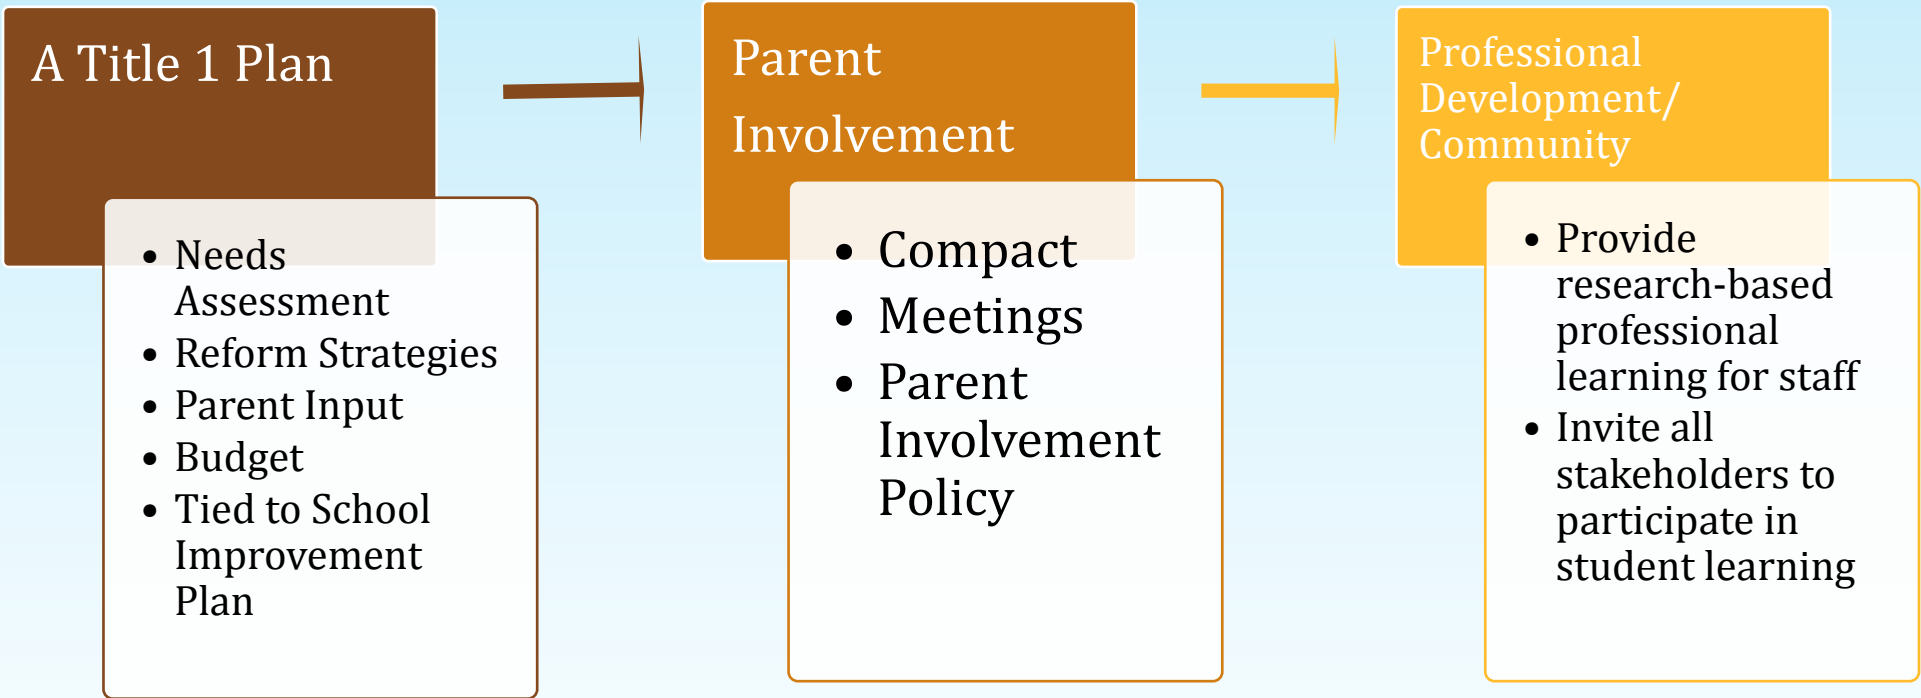 A Title 1 Plan
• Needs
Assessment
• Reform Strategies
• Parent Input
• Budget
• Tied to School
Improvement
Plan
Parent
Involvement
• Compact
• Meetings
• Parent
Involvement
Policy
Professional
Development/
Community
• Provide
research-based
professional
learning for staff
• Invite all
stakeholders to
participate in
student learning